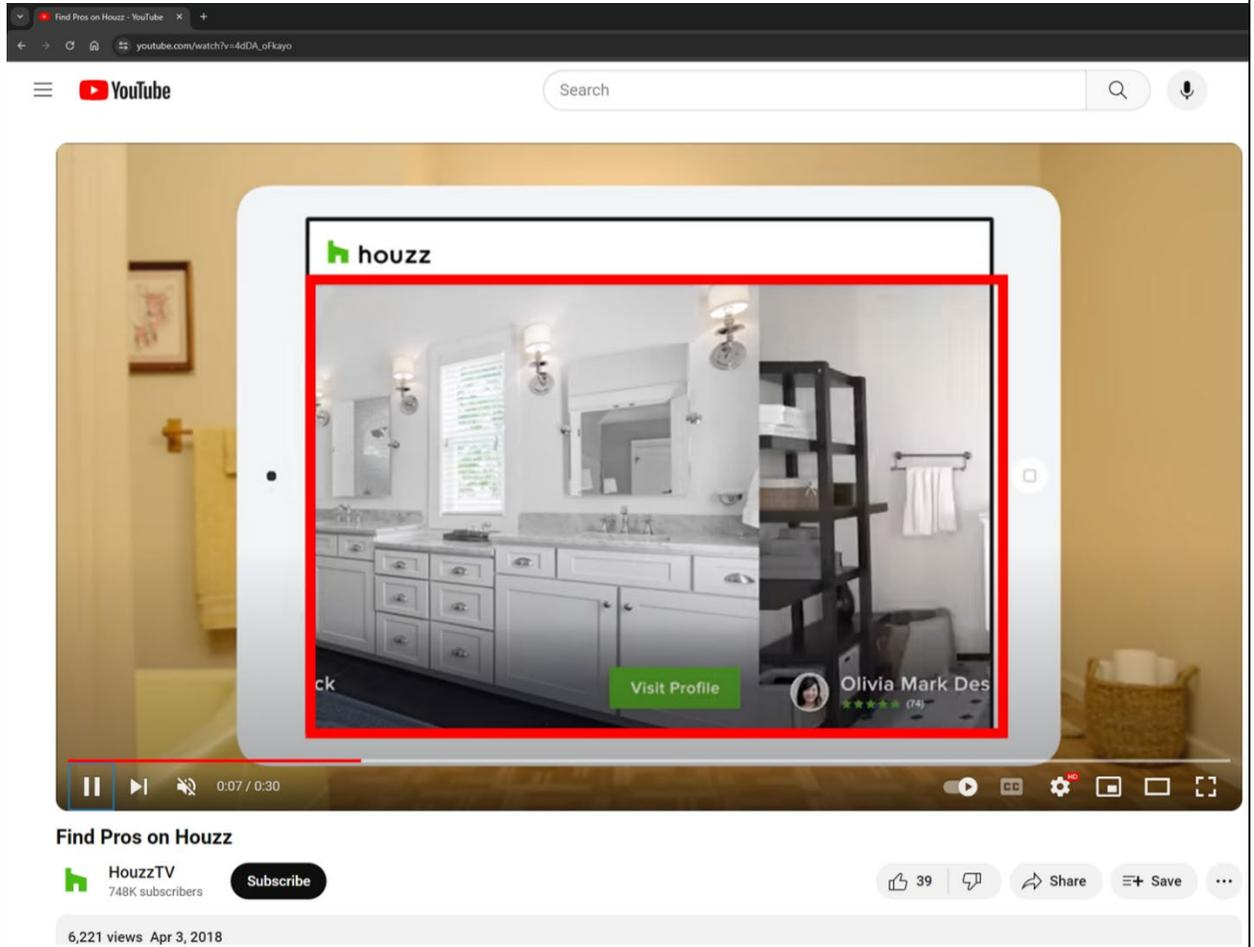 Find Pros on Houzz - YouTube
youtube.com/watch?v=4dDA_oFkayo
YouTube
Search
houzz
ck
Visit Profile
Olivia Mark Des
(74)
0:07 / 0:30
CC
HD
Find Pros on Houzz
HouzzTV
748K subscribers
Subscribe
39
Share
Save
6,221 views Apr 3, 2018